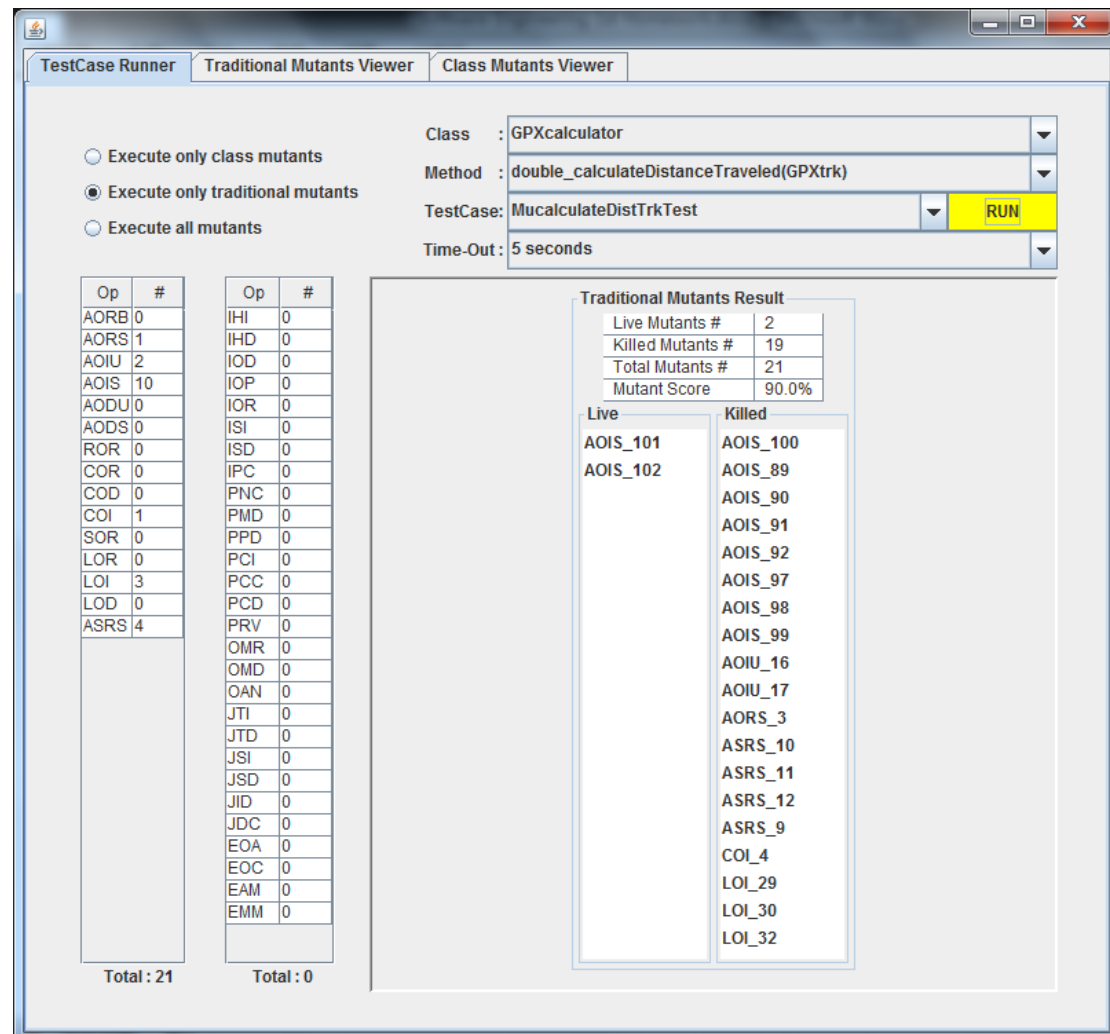 TestCase Runner Traditional Mutants Viewer Class Mutants Viewer
Execute only class mutants
Execute only traditional mutants
Execute all mutants
Class : GPXcalculator
Method : double_calculateDistanceTraveled(GPXtrk)
TestCase: MucalculateDistTrkTest RUN
Time-Out : 5 seconds
Op #
AORB 0
AORS 1
AOIU 2
AOIS 10
AODU 0
AODS 0
ROR 0
COR 0
COD 0
COI 1
SOR 0
LOR 0
LOI 3
LOD 0
ASRS 4
Total : 21
Op #
IHI 0
IHD 0
IOD 0
IOP 0
IOR 0
ISI 0
ISD 0
IPC 0
PNC 0
PMD 0
PPD 0
PCI 0
PCC 0
PCD 0
PRV 0
OMR 0
OMD 0
OAN 0
JTI 0
JTD 0
JSI 0
JSD 0
JID 0
JDC 0
EOA 0
EOC 0
EAM 0
EMM 0
Total : 0
Traditional Mutants Result
Live Mutants # 2
Killed Mutants # 19
Total Mutants # 21
Mutant Score 90.0%
Live
AOIS_101
AOIS_102
Killed
AOIS_100
AOIS_89
AOIS_90
AOIS_91
AOIS_92
AOIS_97
AOIS_98
AOIS_99
AOIU_16
AOIU_17
AORS_3
ASRS_10
ASRS_11
ASRS_12
ASRS_9
COI_4
LOI_29
LOI_30
LOI_32